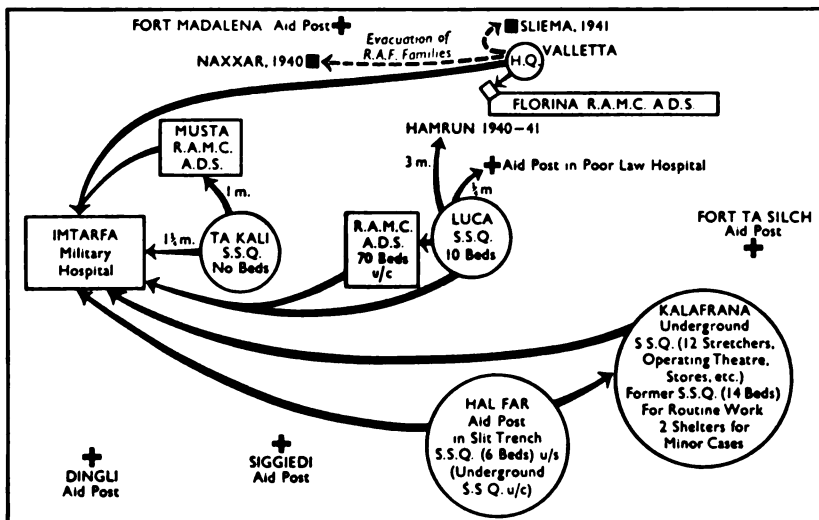 FORT MADALENA Aid Post
SLIEMA, 1941
Evacuation of
R.A.F. Families
NAXXAR, 1940
VALLETTA
H.Q.
FLORINA R.A.M.C. A D.S.
HAMRUN 1940-41
MUSTA
R.A.M.C.
A.D.S.
3 m.
Aid Post in Poor Law Hospital
1 m.
½m
IMTARFA
Military
Hospital
1½m.
TA KALI
S.S.Q.
No Beds
R.A.M.C.
A.D.S.
70 Beds
u/c
LUCA
S.S.Q.
10 Beds
FORT TA SILCH
Aid Post
KALAFRANA
Underground
S.S.Q. (12 Stretchers,
Operating Theatre,
Stores, etc.)
Former S.S.Q. (14 Beds)
For Routine Work
2 Shelters for
Minor Cases
HAL FAR
Aid Post
in Slit Trench
S.S.Q. (6 Beds) u/s
(Underground
S.S Q. u/c)
DINGLI
Aid Post
SIGGIEDI
Aid Post